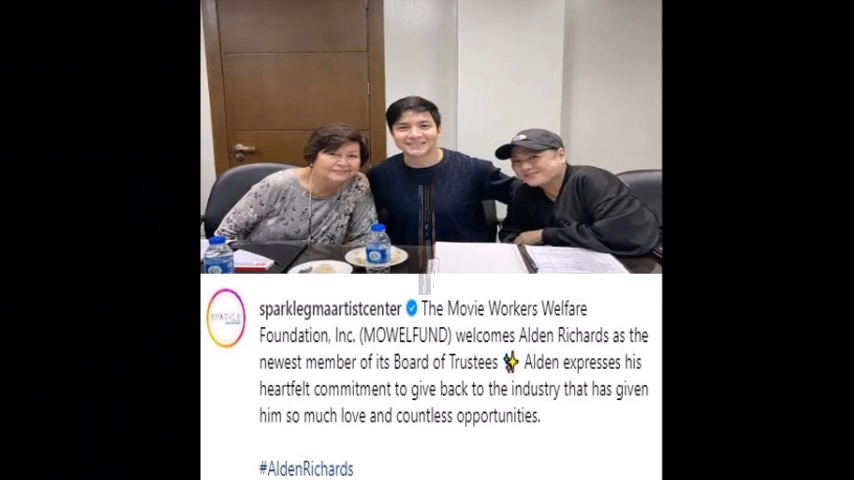 SPARKLE
sparklegmaartistcenter The Movie Workers Welfare
Foundation, Inc. (MOWELFUND) welcomes Alden Richards as the
newest member of its Board of Trustees ✨ Alden expresses his
heartfelt commitment to give back to the industry that has given
him so much love and countless opportunities.
#AldenRichards